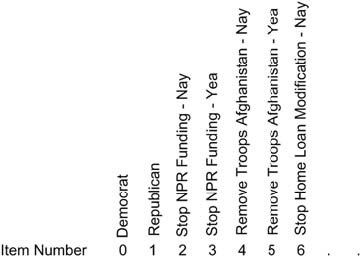 Democrat
Republican
Stop NPR Funding - Nay
Stop NPR Funding - Yea
Remove Troops Afghanistan - Nay
Remove Troops Afghanistan - Yea
Stop Home Loan Modification - Nay
Item Number 0 1 2 3 4 5 6 . .